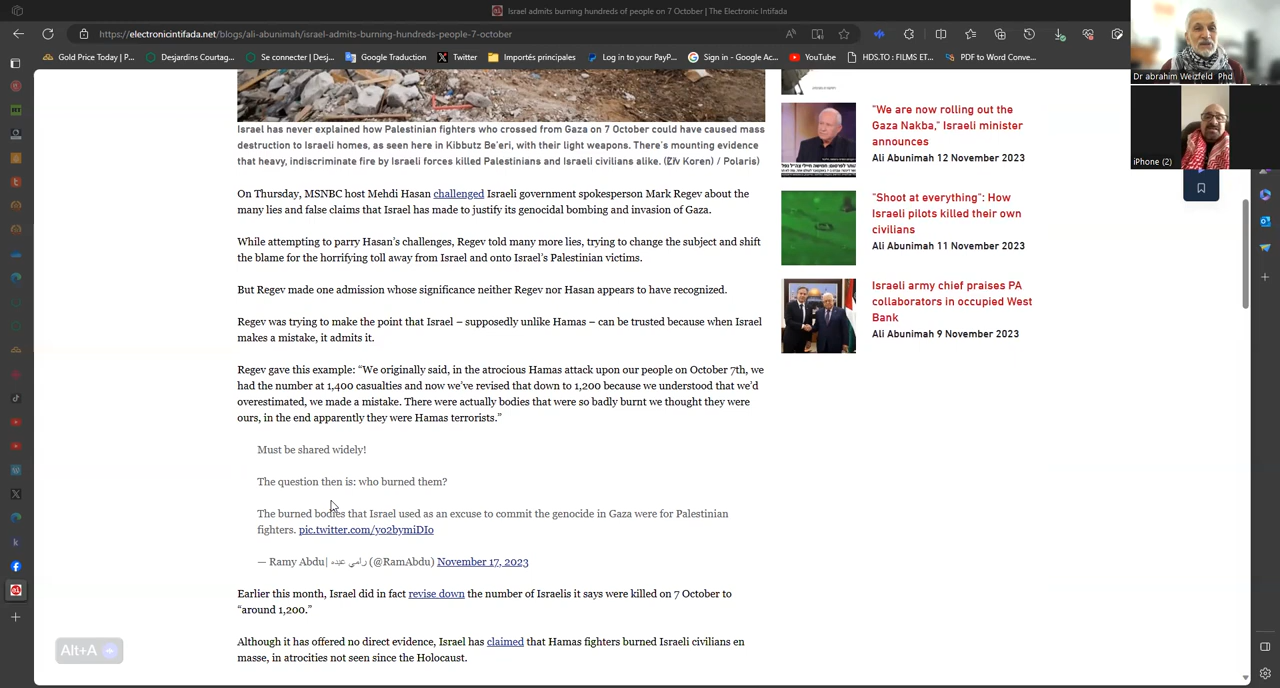 Israel admits burning hundreds of people on 7 October | The Electronic Intifada
https://electronicintifada.net/blogs/ali-abunimah/israel-admits-burning-hundreds-people-7-october
Gold Price Today | P...
Desjardins Courtag...
Se connecter | Desj...
Google Traduction
Twitter
Importés principales
Log in to your PayP...
Sign in - Google Ac...
YouTube
HDS.TO : FILMS ET...
PDF to Word Conve...
Dr abrahim Weizfeld Phd
iPhone (2)
Israel has never explained how Palestinian fighters who crossed from Gaza on 7 October could have caused mass
destruction to Israeli homes, as seen here in Kibbutz Be'eri, with their light weapons. There's mounting evidence
that heavy, indiscriminate fire by Israeli forces killed Palestinians and Israeli civilians alike. (Ziv Koren) / Polaris)
On Thursday, MSNBC host Mehdi Hasan challenged Israeli government spokesperson Mark Regev about the
many lies and false claims that Israel has made to justify its genocidal bombing and invasion of Gaza.
While attempting to parry Hasan's challenges, Regev told many more lies, trying to change the subject and shift
the blame for the horrifying toll away from Israel and onto Israel's Palestinian victims.
But Regev made one admission whose significance neither Regev nor Hasan appears to have recognized.
Regev was trying to make the point that Israel – supposedly unlike Hamas – can be trusted because when Israel
makes a mistake, it admits it.
Regev gave this example: "We originally said, in the atrocious Hamas attack upon our people on October 7th, we
had the number at 1,400 casualties and now we've revised that down to 1,200 because we understood that we'd
overestimated, we made a mistake. There were actually bodies that were so badly burnt we thought they were
ours, in the end apparently they were Hamas terrorists."
Must be shared widely!
The question then is: who burned them?
The burned bodies that Israel used as an excuse to commit the genocide in Gaza were for Palestinian
fighters. pic.twitter.com/yo2bymiDIo
— Ramy Abdu| رامي عبده (@RamAbdu) November 17, 2023
Earlier this month, Israel did in fact revise down the number of Israelis it says were killed on 7 October to
"around 1,200."
Although it has offered no direct evidence, Israel has claimed that Hamas fighters burned Israeli civilians en
masse, in atrocities not seen since the Holocaust.
"We are now rolling out the
Gaza Nakba," Israeli minister
announces
Ali Abunimah 12 November 2023
"Shoot at everything": How
Israeli pilots killed their own
civilians
Ali Abunimah 11 November 2023
Israeli army chief praises PA
collaborators in occupied West
Bank
Ali Abunimah 9 November 2023
Alt+A